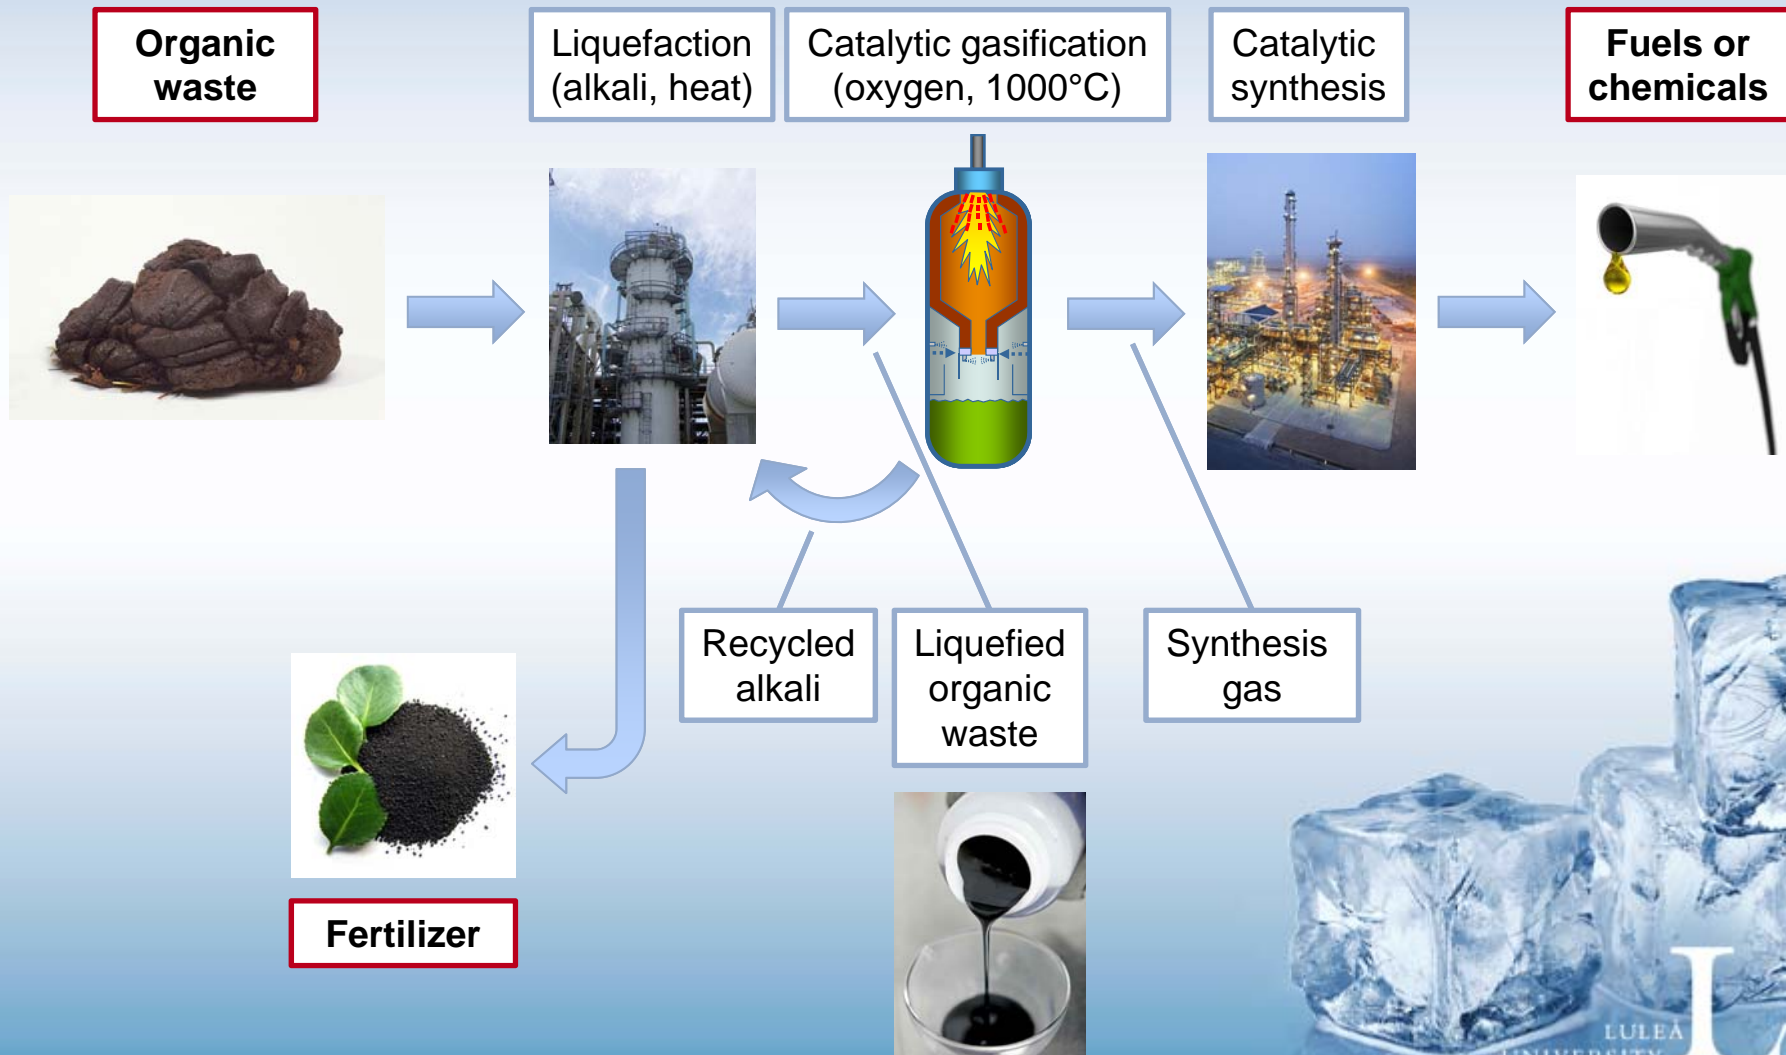 Organic
waste
Liquefaction
(alkali, heat)
Catalytic gasification
(oxygen, 1000°C)
Catalytic
synthesis
Fuels or
chemicals
Recycled
alkali
Liquefied
organic
waste
Synthesis
gas
Fertilizer
LULEÅ
UNIVERSITY